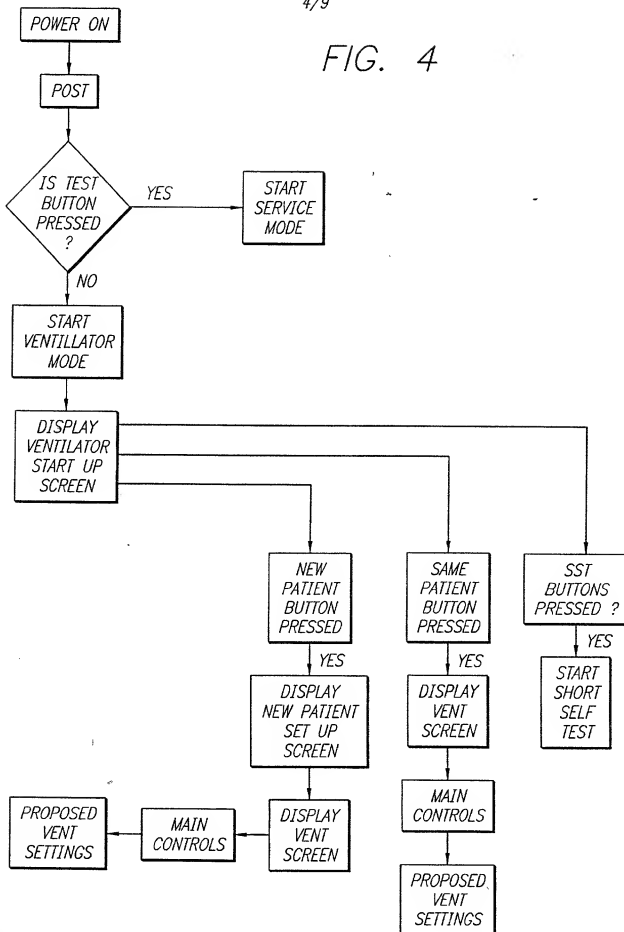 4/9
FIG. 4
POWER ON
POST
IS TEST
BUTTON
PRESSED
?
YES
START
SERVICE
MODE
NO
START
VENTILLATOR
MODE
DISPLAY
VENTILATOR
START UP
SCREEN
NEW
PATIENT
BUTTON
PRESSED
SAME
PATIENT
BUTTON
PRESSED
SST
BUTTONS
PRESSED ?
YES
YES
YES
DISPLAY
NEW PATIENT
SET UP
SCREEN
DISPLAY
VENT
SCREEN
START
SHORT
SELF
TEST
PROPOSED
VENT
SETTINGS
MAIN
CONTROLS
DISPLAY
VENT
SCREEN
MAIN
CONTROLS
PROPOSED
VENT
SETTINGS